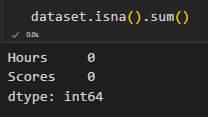 dataset.isna().sum()
✓ 0.0s
Hours 0
Scores 0
dtype: int64